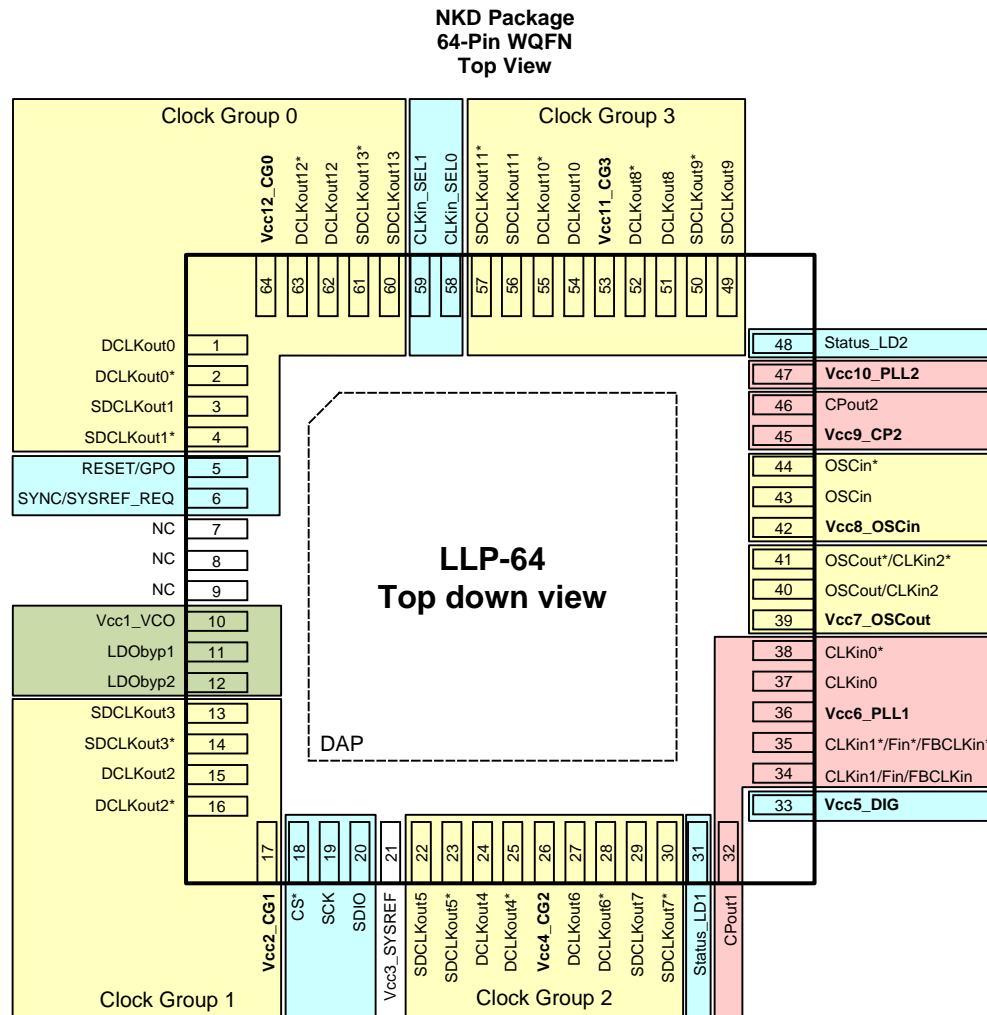 NKD Package
64-Pin WQFN
Top View
Clock Group 0
Clock Group 3
Vcc12_CG0
DCLKout12*
DCLKout12
SDCLKout13*
SDCLKout13
CLKin_SEL1
CLKin_SEL0
SDCLKout11*
SDCLKout11
DCLKout10*
DCLKout10
Vcc11_CG3
DCLKout8*
DCLKout8
SDCLKout9*
SDCLKout9
64
63
62
61
60
59
58
57
56
55
54
53
52
51
50
49
DCLKout0 1
DCLKout0* 2
SDCLKout1 3
SDCLKout1* 4
RESET/GPO 5
SYNC/SYSREF_REQ 6
NC 7
NC 8
NC 9
Vcc1_VCO 10
LDObyp1 11
LDObyp2 12
SDCLKout3 13
SDCLKout3* 14
DCLKout2 15
DCLKout2* 16
LLP-64
Top down view
DAP
48 Status_LD2
47 Vcc10_PLL2
46 CPout2
45 Vcc9_CP2
44 OSCin*
43 OSCin
42 Vcc8_OSCin
41 OSCout*/CLKin2*
40 OSCout/CLKin2
39 Vcc7_OSCout
38 CLKin0*
37 CLKin0
36 Vcc6_PLL1
35 CLKin1*/Fin*/FBCLKin*
34 CLKin1/Fin/FBCLKin
33 Vcc5_DIG
17
18
19
20
21
22
23
24
25
26
27
28
29
30
31
32
Vcc2_CG1
CS*
SCK
SDIO
Vcc3_SYSREF
SDCLKout5
SDCLKout5*
DCLKout4
DCLKout4*
Vcc4_CG2
DCLKout6
DCLKout6*
SDCLKout7
SDCLKout7*
Status_LD1
CPout1
Clock Group 1
Clock Group 2